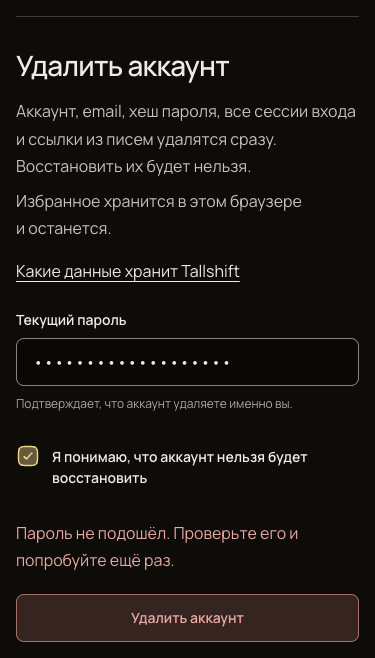 Удалить аккаунт
Аккаунт, email, хеш пароля, все сессии входа
и ссылки из писем удалятся сразу.
Восстановить их будет нельзя.
Избранное хранится в этом браузере
и останется.
Какие данные хранит Tallshift
Текущий пароль
••••••••••••••••••••
Подтверждает, что аккаунт удаляете именно вы.
Я понимаю, что аккаунт нельзя будет
восстановить
Пароль не подошёл. Проверьте его и
попробуйте ещё раз.
Удалить аккаунт